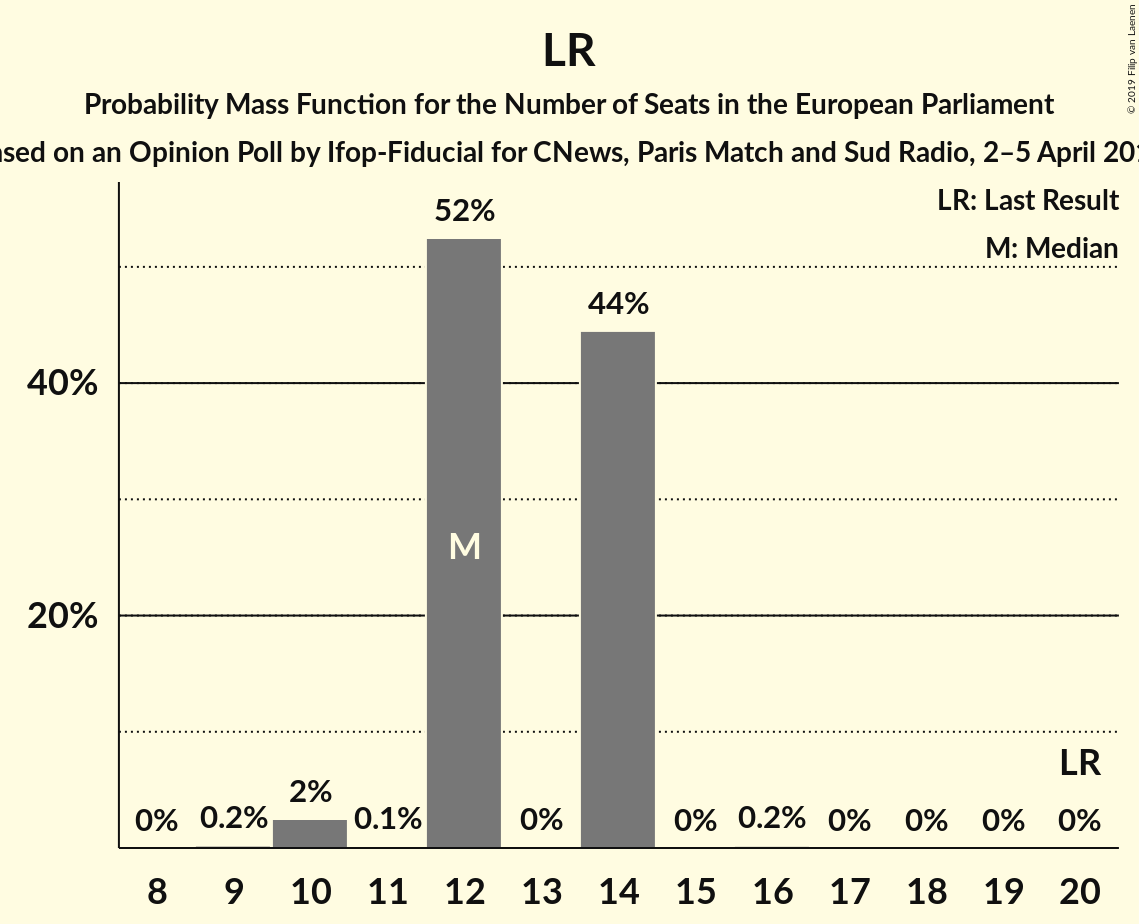 LR
Probability Mass Function for the Number of Seats in the European Parliament
on an Opinion Poll by Ifop-Fiducial for CNews, Paris Match and Sud Radio, 2–5 April
© 2019 Filip van Laenen
LR: Last Result
M: Median
52%
44%
40%
M
20%
LR
0%
0.2%
2%
0.1%
0%
0%
0.2%
0%
0%
0%
0%
8 9 10 11 12 13 14 15 16 17 18 19 20